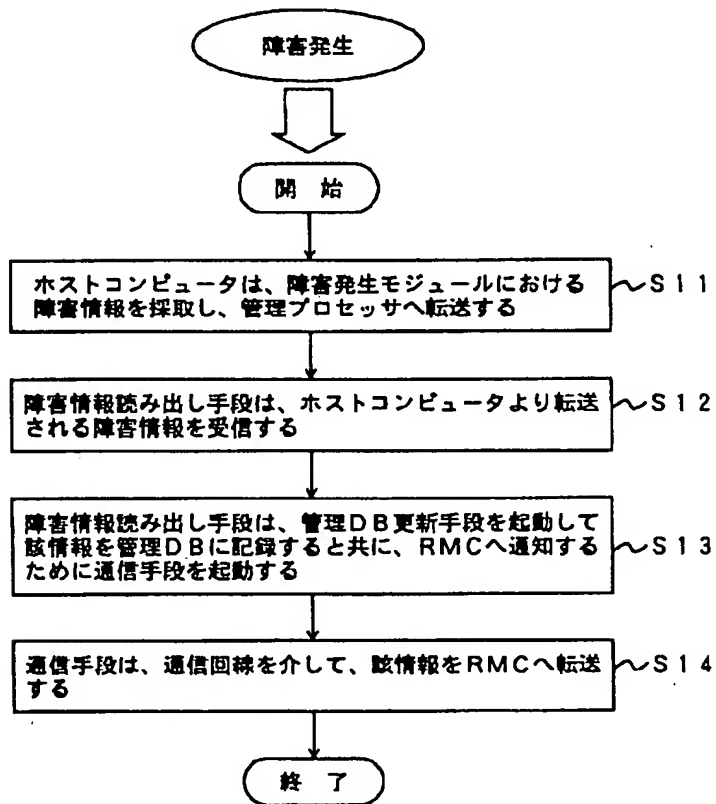 障害発生
開 始
ホストコンピュータは、障害発生モジュールにおける
障害情報を採取し、管理プロセッサへ転送する
S11
障害情報読み出し手段は、ホストコンピュータより転送
される障害情報を受信する
S12
障害情報読み出し手段は、管理DB更新手段を起動して
該情報を管理DBに記録すると共に、RMCへ通知する
ために通信手段を起動する
S13
通信手段は、通信回線を介して、該情報をRMCへ転送
する
S14
終 了